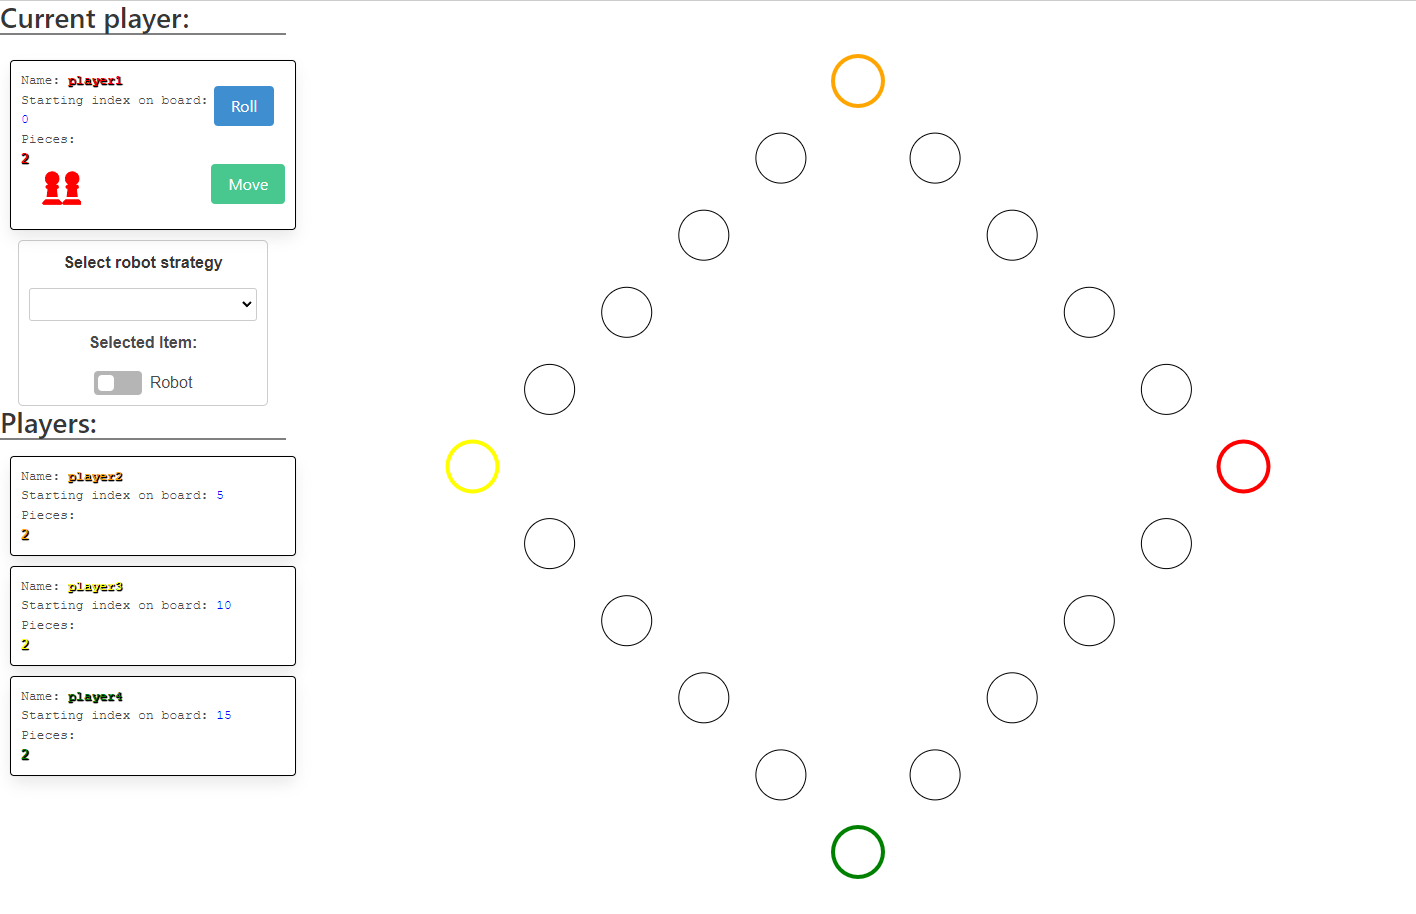 Current player:
Name: player1
Starting index on board:
0
Pieces:
2
Roll
Move
Select robot strategy
Selected Item:
Robot
Players:
Name: player2
Starting index on board: 5
Pieces:
2
Name: player3
Starting index on board: 10
Pieces:
2
Name: player4
Starting index on board: 15
Pieces:
2